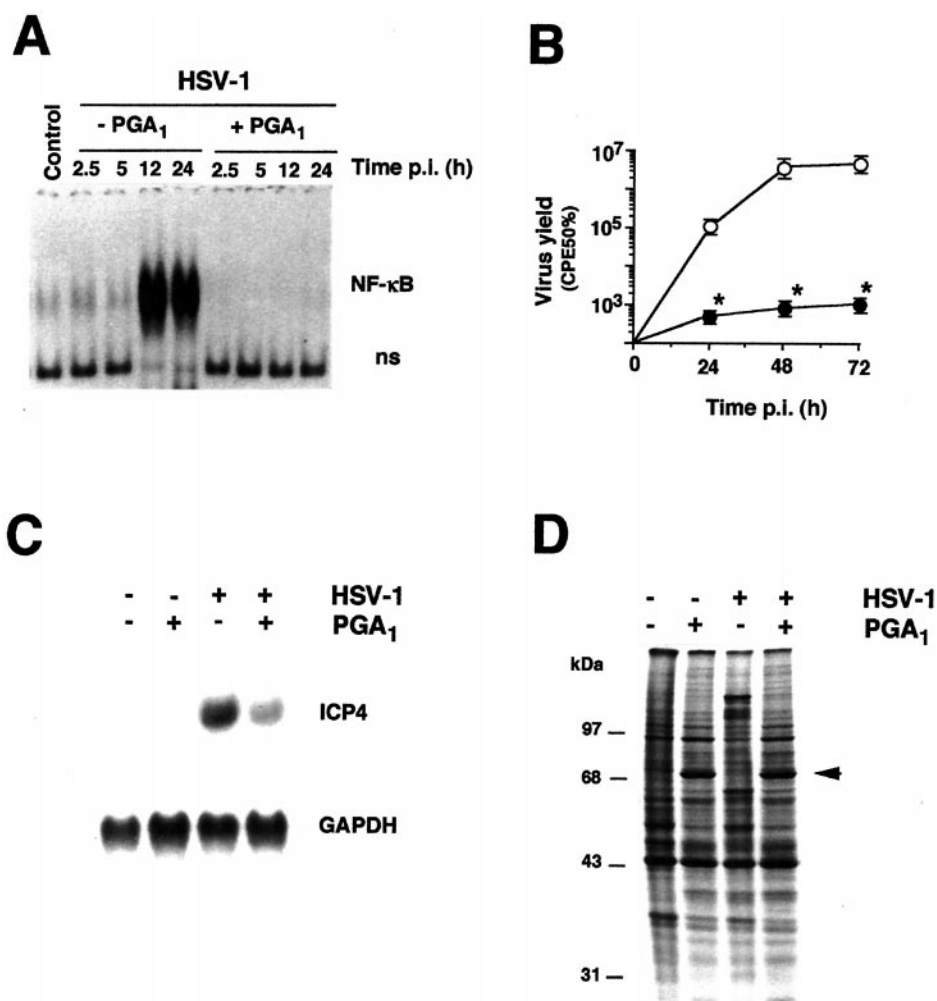 A
HSV-1
Control
- PGA₁ + PGA₁
2.5 5 12 24 2.5 5 12 24 Time p.i. (h)
NF-κB
ns
B
Virus yield
(CPE50%)
10⁷
10⁵
10³
* * *
0 24 48 72
Time p.i. (h)
C
- - + + HSV-1
- + - + PGA₁
ICP4
GAPDH
D
- - + + HSV-1
- + - + PGA₁
kDa
97
68
43
31